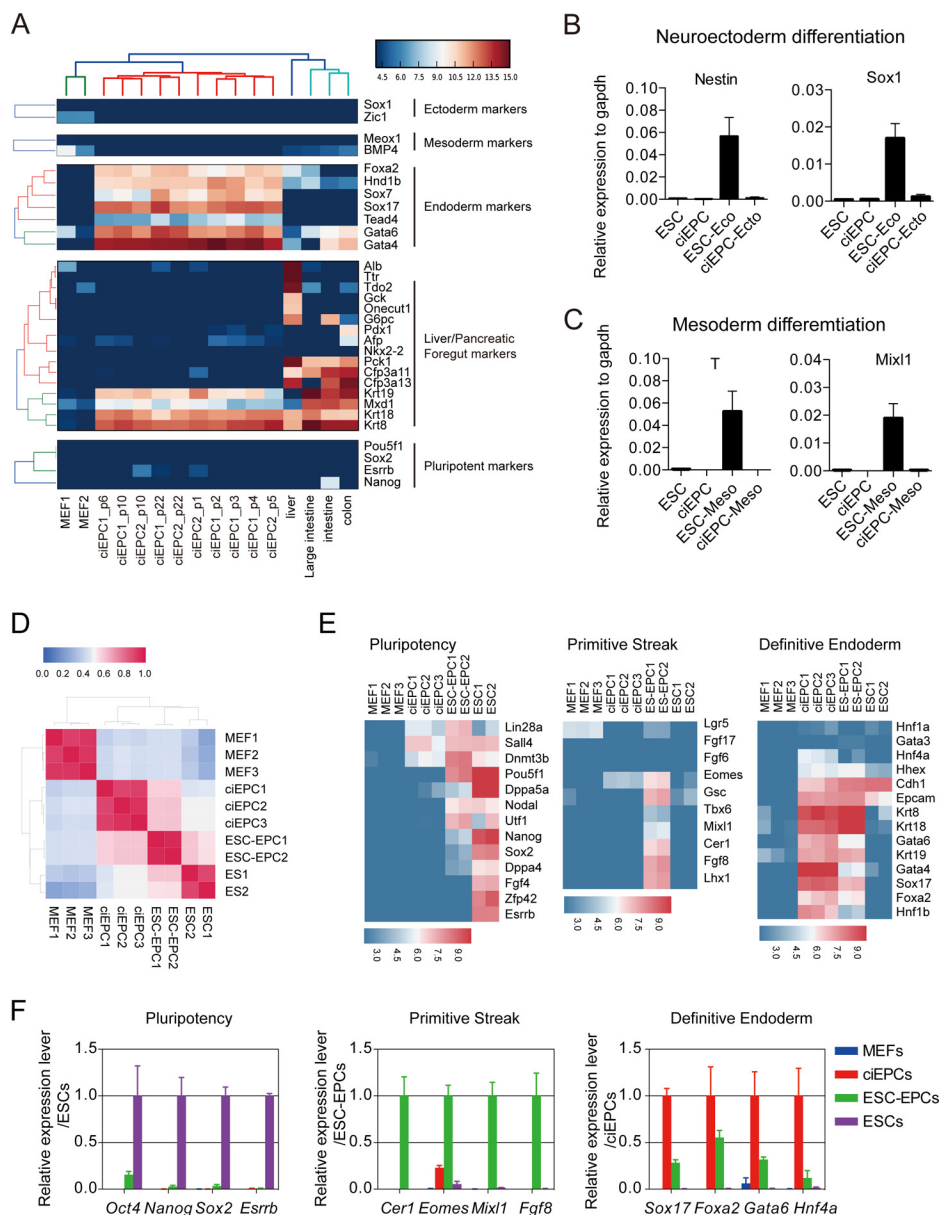 A
4.5 6.0 7.5 9.0 10.5 12.0 13.5 15.0
Sox1
Zic1
Ectoderm markers
Meox1
BMP4
Mesoderm markers
Foxa2
Hnd1b
Sox7
Sox17
Tead4
Gata6
Gata4
Endoderm markers
Alb
Ttr
Tdo2
Gck
Onecut1
G6pc
Pdx1
Afp
Nkx2-2
Pck1
Cfp3a11
Cfp3a13
Krt19
Mxd1
Krt18
Krt8
Liver/Pancreatic
Foregut markers
Pou5f1
Sox2
Esrrb
Nanog
Pluripotent markers
MEF1
MEF2
ciEPC1_p6
ciEPC1_p10
ciEPC2_p10
ciEPC1_p22
ciEPC2_p22
ciEPC2_p1
ciEPC1_p2
ciEPC1_p3
ciEPC1_p4
ciEPC2_p5
liver
Large intestine
intestine
colon
B
Neuroectoderm differentiation
Relative expression to gapdh
Nestin
0.10
0.08
0.06
0.04
0.02
0.00
ESC
ciEPC
ESC-Eco
ciEPC-Ecto
Sox1
0.03
0.02
0.01
0.00
ESC
ciEPC
ESC-Eco
ciEPC-Ecto
C
Mesoderm differemtiation
Relative expression to gapdh
T
0.10
0.08
0.06
0.04
0.02
0.00
ESC
ciEPC
ESC-Meso
ciEPC-Meso
Mixl1
0.04
0.03
0.02
0.01
0.00
ESC
ciEPC
ESC-Meso
ciEPC-Meso
D
0.0 0.2 0.4 0.6 0.8 1.0
MEF1
MEF2
MEF3
ciEPC1
ciEPC2
ciEPC3
ESC-EPC1
ESC-EPC2
ES1
ES2
MEF1
MEF2
MEF3
ciEPC1
ciEPC2
ciEPC3
ESC-EPC1
ESC-EPC2
ESC2
ESC1
E
Pluripotency
MEF1
MEF2
MEF3
ciEPC1
ciEPC2
ciEPC3
ESC-EPC1
ESC-EPC2
ESC1
ESC2
Lin28a
Sall4
Dnmt3b
Pou5f1
Dppa5a
Nodal
Utf1
Nanog
Sox2
Dppa4
Fgf4
Zfp42
Esrrb
3.0 4.5 6.0 7.5 9.0
Primitive Streak
MEF1
MEF2
MEF3
ciEPC1
ciEPC2
ciEPC3
ES-EPC1
ES-EPC2
ESC1
ESC2
Lgr5
Fgf17
Fgf6
Eomes
Gsc
Tbx6
Mixl1
Cer1
Fgf8
Lhx1
3.0 4.5 6.0 7.5 9.0
Definitive Endoderm
MEF1
MEF2
MEF3
ciEPC1
ciEPC2
ciEPC3
ES-EPC1
ES-EPC2
ESC1
ESC2
Hnf1a
Gata3
Hnf4a
Hhex
Cdh1
Epcam
Krt8
Krt18
Gata6
Krt19
Gata4
Sox17
Foxa2
Hnf1b
3.0 4.5 6.0 7.5 9.0
F
Pluripotency
Relative expression lever
/ESCs
1.5
1.0
0.5
0.0
Oct4 Nanog Sox2 Esrrb
Primitive Streak
Relative expression lever
/ESC-EPCs
1.5
1.0
0.5
0.0
Cer1 Eomes Mixl1 Fgf8
Definitive Endoderm
Relative expression lever
/ciEPCs
1.5
1.0
0.5
0.0
Sox17 Foxa2 Gata6 Hnf4a
MEFs
ciEPCs
ESC-EPCs
ESCs